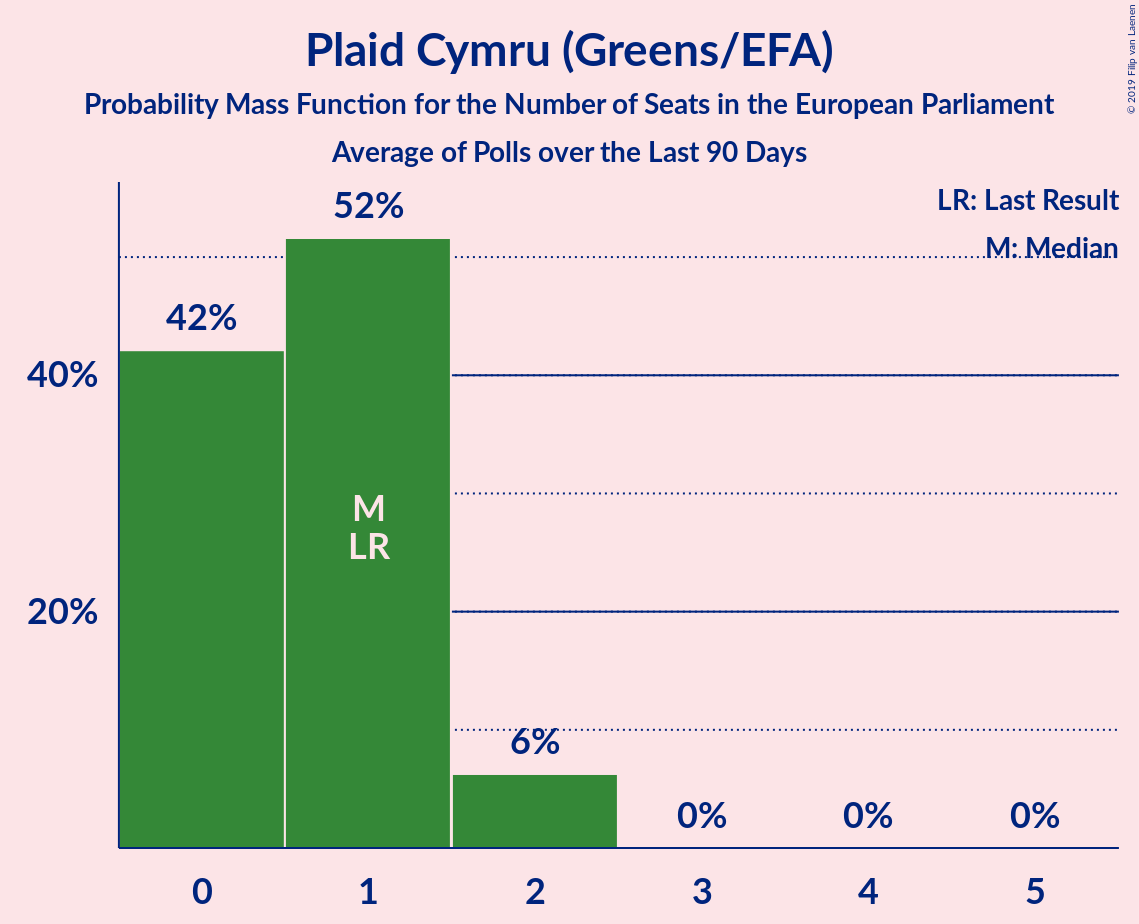 Plaid Cymru (Greens/EFA)
Probability Mass Function for the Number of Seats in the European Parliament
Average of Polls over the Last 90 Days
© 2019 Filip van Laenen
LR: Last Result
M: Median
52%
42%
40%
M
LR
20%
6%
0%
0%
0%
0
1
2
3
4
5